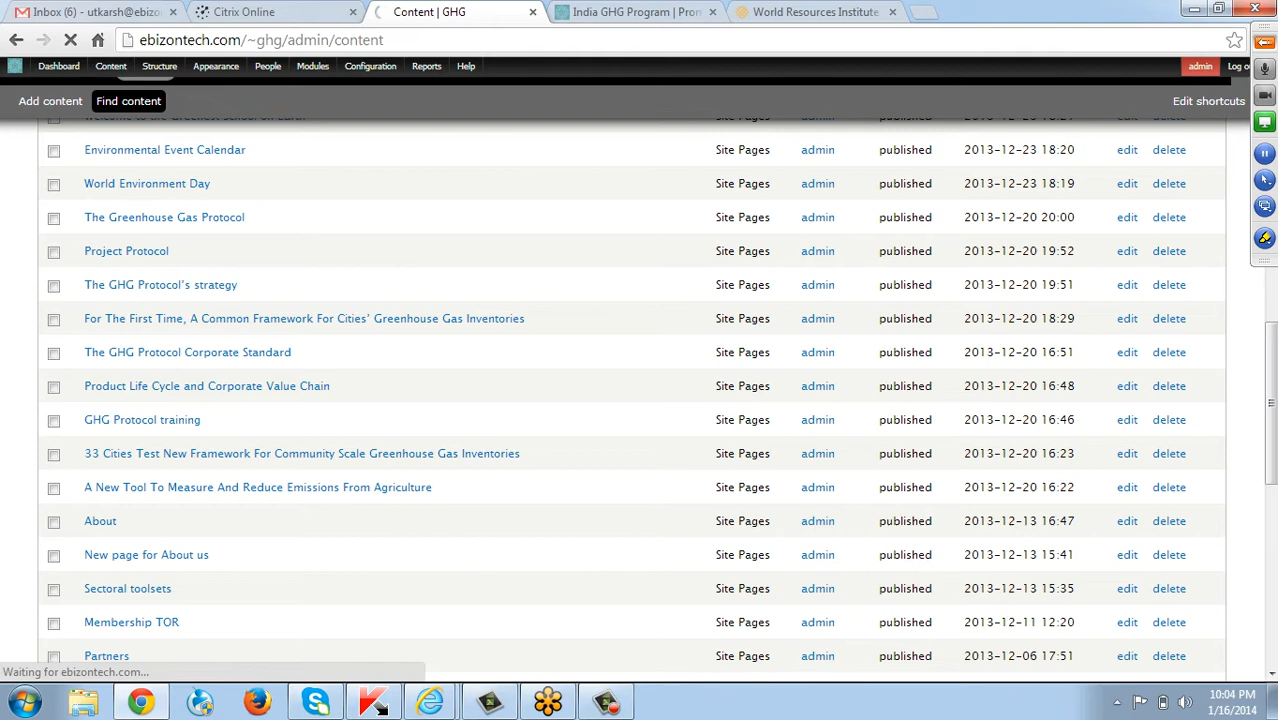 Inbox (6) - utkarsh@ebizo
Citrix Online
Content | GHG
India GHG Program | Pron
World Resources Institute
ebizontech.com/~ghg/admin/content
Dashboard Content Structure Appearance People Modules Configuration Reports Help admin Log o
Add content Find content Edit shortcuts
Welcome to the Greenest School on Earth
Environmental Event Calendar Site Pages admin published 2013-12-23 18:20 edit delete
World Environment Day Site Pages admin published 2013-12-23 18:19 edit delete
The Greenhouse Gas Protocol Site Pages admin published 2013-12-20 20:00 edit delete
Project Protocol Site Pages admin published 2013-12-20 19:52 edit delete
The GHG Protocol's strategy Site Pages admin published 2013-12-20 19:51 edit delete
For The First Time, A Common Framework For Cities' Greenhouse Gas Inventories Site Pages admin published 2013-12-20 18:29 edit delete
The GHG Protocol Corporate Standard Site Pages admin published 2013-12-20 16:51 edit delete
Product Life Cycle and Corporate Value Chain Site Pages admin published 2013-12-20 16:48 edit delete
GHG Protocol training Site Pages admin published 2013-12-20 16:46 edit delete
33 Cities Test New Framework For Community Scale Greenhouse Gas Inventories Site Pages admin published 2013-12-20 16:23 edit delete
A New Tool To Measure And Reduce Emissions From Agriculture Site Pages admin published 2013-12-20 16:22 edit delete
About Site Pages admin published 2013-12-13 16:47 edit delete
New page for About us Site Pages admin published 2013-12-13 15:41 edit delete
Sectoral toolsets Site Pages admin published 2013-12-13 15:35 edit delete
Membership TOR Site Pages admin published 2013-12-11 12:20 edit delete
Partners Site Pages admin published 2013-12-06 17:51 edit delete
Waiting for ebizontech.com...
10:04 PM
1/16/2014